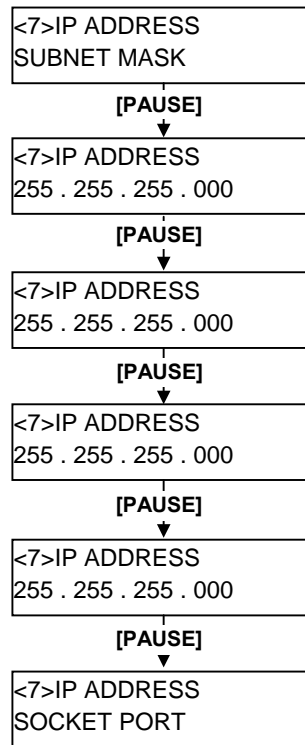 <7>IP ADDRESS
SUBNET MASK
[PAUSE]
<7>IP ADDRESS
255 . 255 . 255 . 000
[PAUSE]
<7>IP ADDRESS
255 . 255 . 255 . 000
[PAUSE]
<7>IP ADDRESS
255 . 255 . 255 . 000
[PAUSE]
<7>IP ADDRESS
255 . 255 . 255 . 000
[PAUSE]
<7>IP ADDRESS
SOCKET PORT